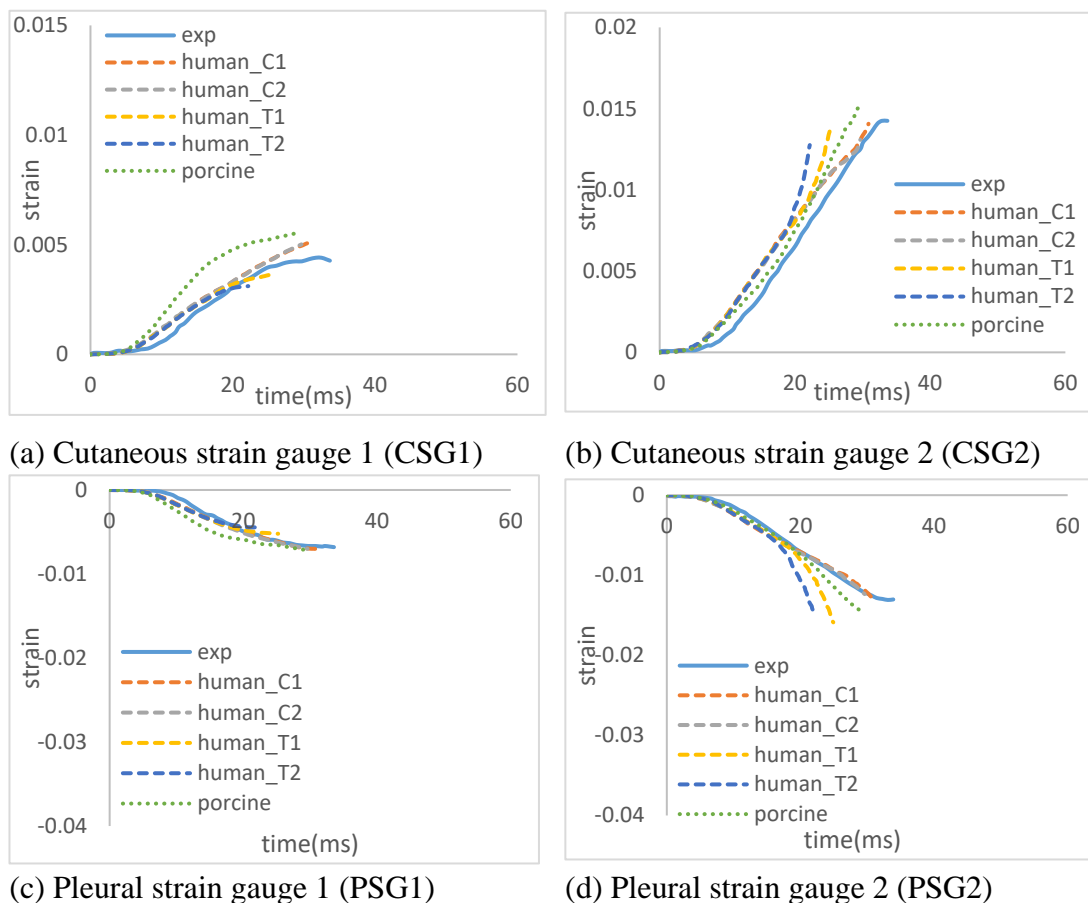 0.015
0.01
0.005
0
strain
exp
human_C1
human_C2
human_T1
human_T2
porcine
0 20 40 60
time(ms)
(a) Cutaneous strain gauge 1 (CSG1)
0.02
0.015
0.01
0.005
0
strain
exp
human_C1
human_C2
human_T1
human_T2
porcine
0 20 40 60
time(ms)
(b) Cutaneous strain gauge 2 (CSG2)
0
-0.01
-0.02
-0.03
-0.04
0 20 40 60
strain
exp
human_C1
human_C2
human_T1
human_T2
porcine
time(ms)
(c) Pleural strain gauge 1 (PSG1)
0
-0.01
-0.02
-0.03
-0.04
0 20 40 60
strain
exp
human_C1
human_C2
human_T1
human_T2
porcine
time(ms)
(d) Pleural strain gauge 2 (PSG2)